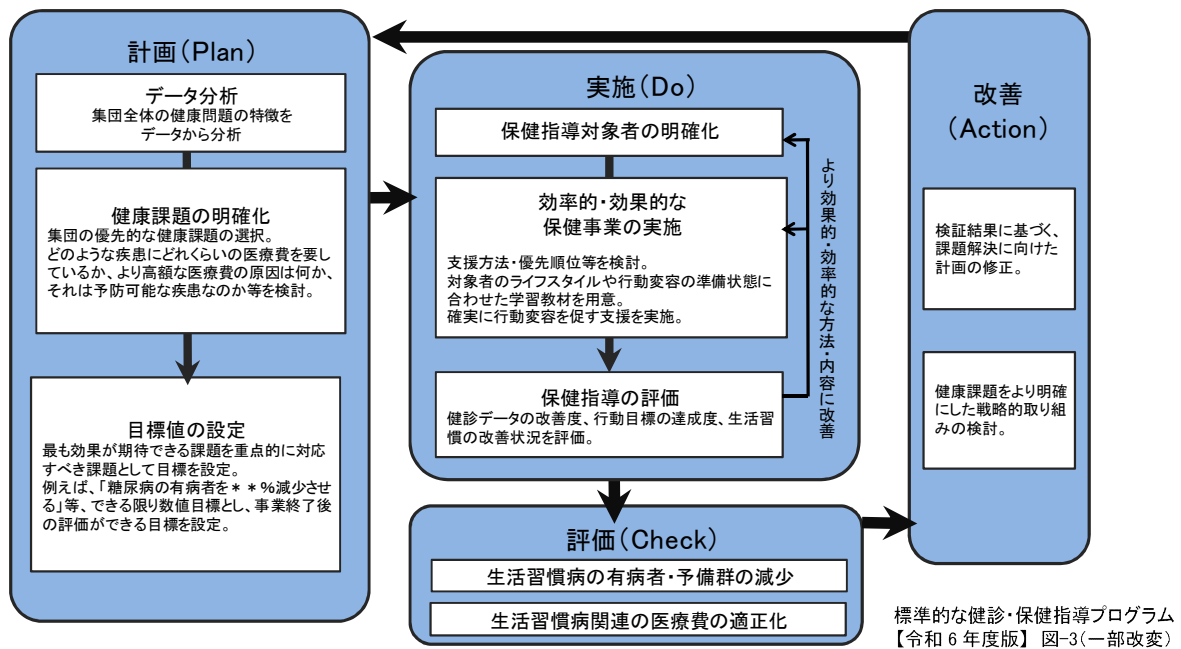 計画（Plan）
データ分析
集団全体の健康問題の特徴を
データから分析
健康課題の明確化
集団の優先的な健康課題の選択。
どのような疾患にどれくらいの医療費を要し
ているか、より高額な医療費の原因は何か、
それは予防可能な疾患なのか等を検討。
目標値の設定
最も効果が期待できる課題を重点的に対応
すべき課題として目標を設定。
例えば、「糖尿病の有病者を＊＊％減少させ
る」等、できる限り数値目標とし、事業終了後
の評価ができる目標を設定。
実施（Do）
保健指導対象者の明確化
効率的・効果的な
保健事業の実施
支援方法・優先順位等を検討。
対象者のライフスタイルや行動変容の準備状態に
合わせた学習教材を用意。
確実に行動変容を促す支援を実施。
保健指導の評価
健診データの改善度、行動目標の達成度、生活習
慣の改善状況を評価。
より効果的・効率的な方法・内容に改善
評価（Check）
生活習慣病の有病者・予備群の減少
生活習慣病関連の医療費の適正化
改善
（Action）
検証結果に基づく、
課題解決に向けた
計画の修正。
健康課題をより明確
にした戦略的取り組
みの検討。
標準的な健診・保健指導プログラム
【令和 6 年度版】 図-3（一部改変）